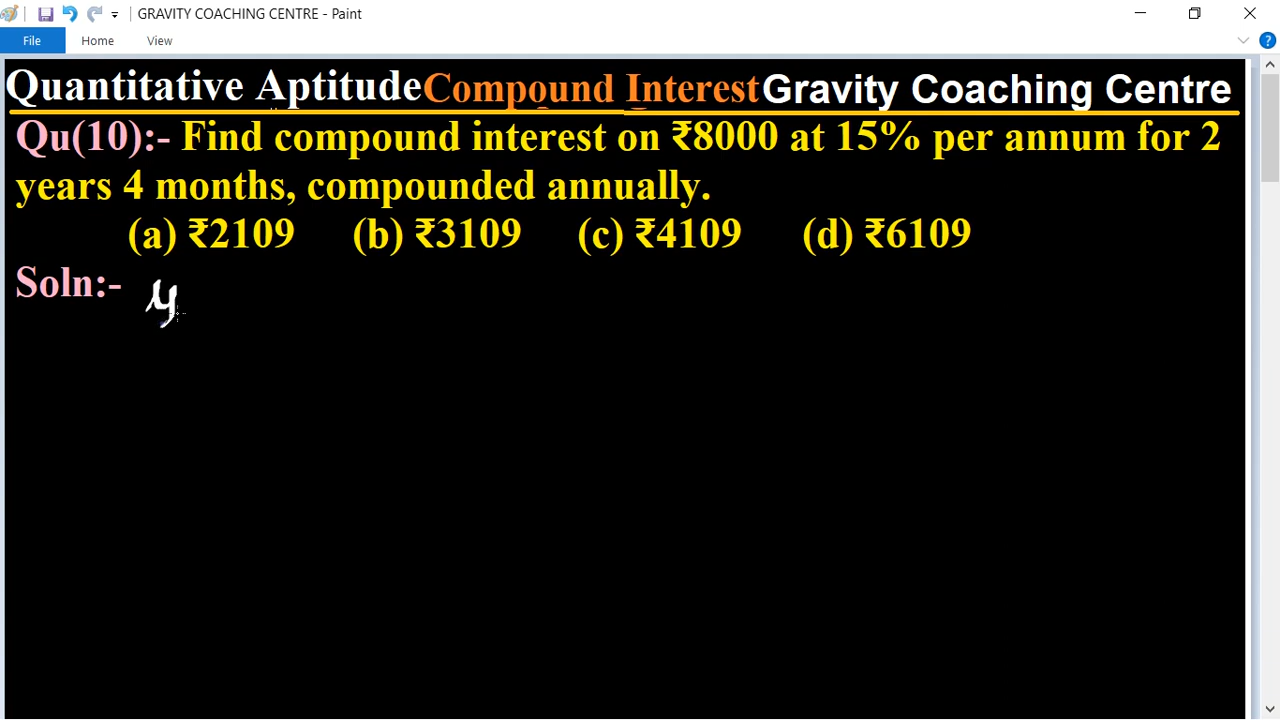 GRAVITY COACHING CENTRE - Paint
File Home View
Quantitative Aptitude Compound Interest Gravity Coaching Centre
Qu(10):- Find compound interest on ₹8000 at 15% per annum for 2
years 4 months, compounded annually.
(a) ₹2109 (b) ₹3109 (c) ₹4109 (d) ₹6109
Soln:- y